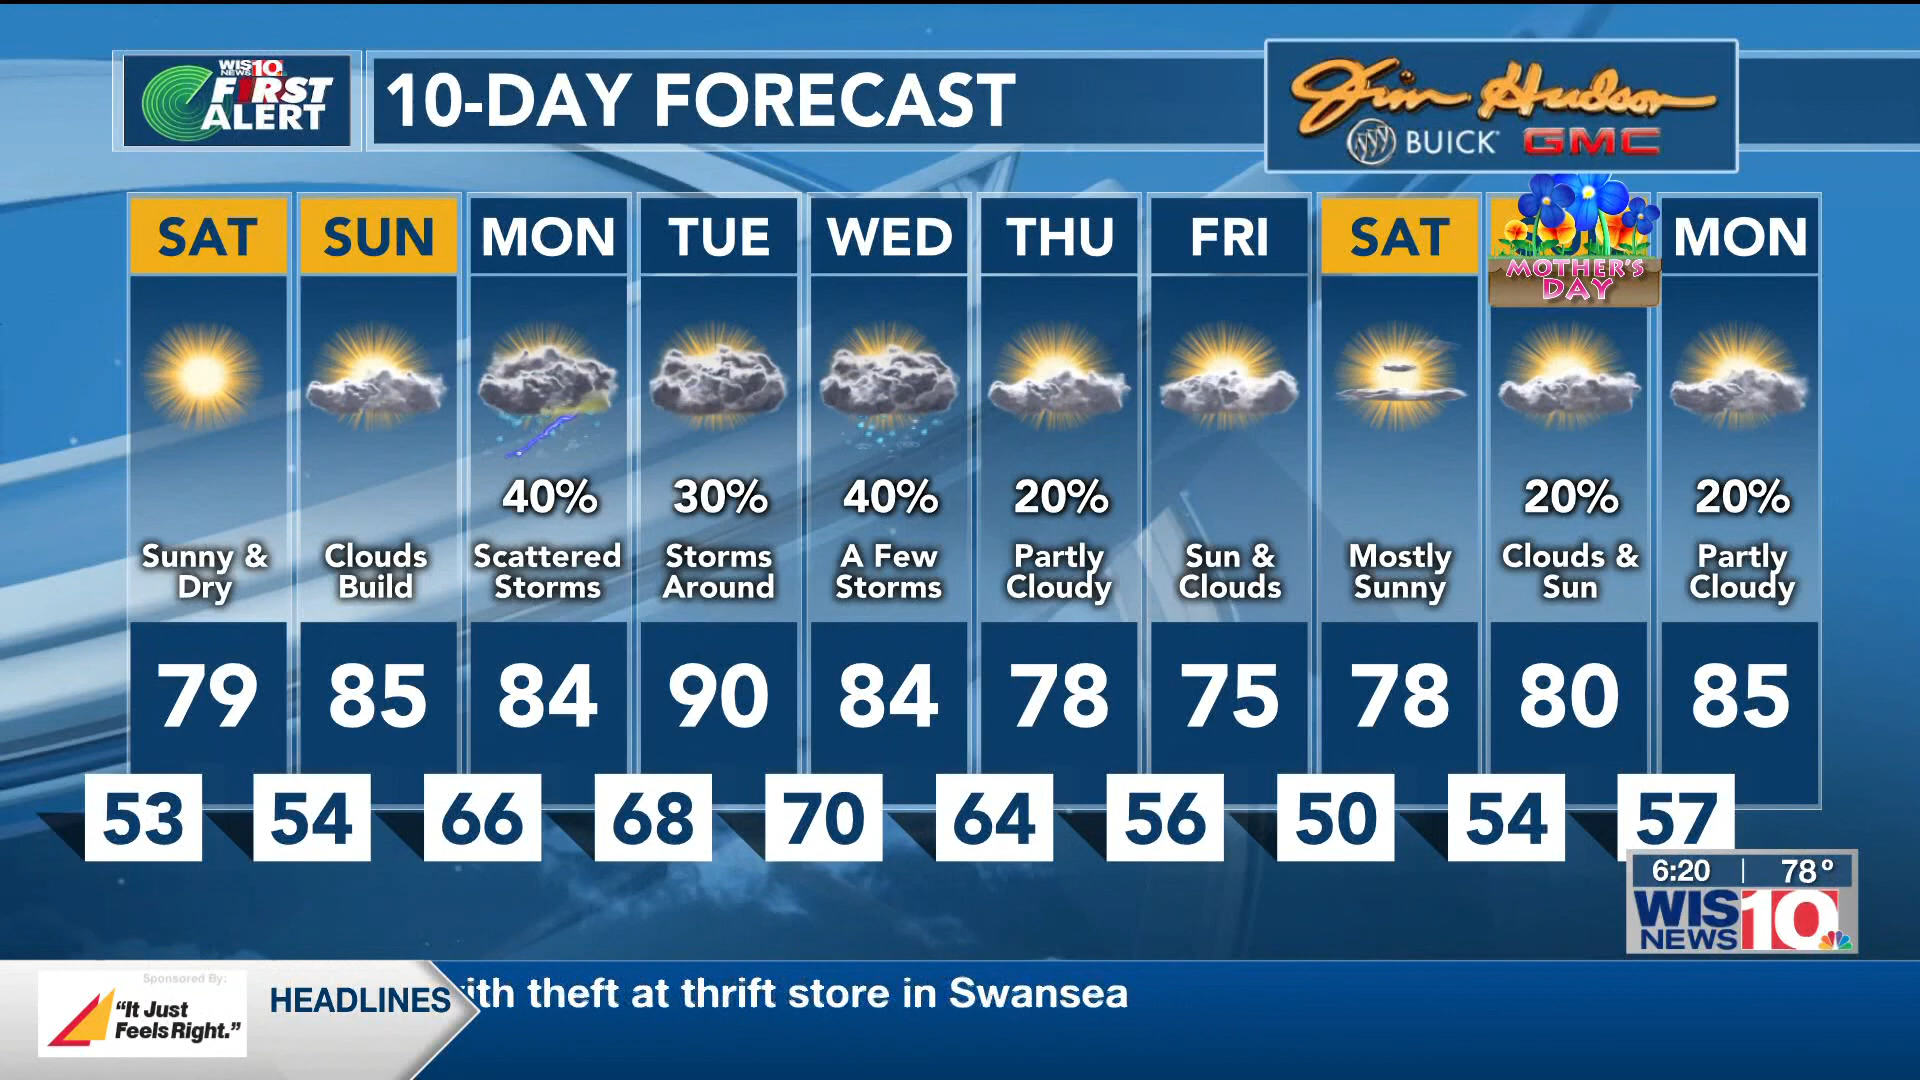 WIS NEWS 10
FIRST
ALERT
10-DAY FORECAST
Jim Hudson
BUICK GMC
SAT SUN MON TUE WED THU FRI SAT MON
MOTHER'S
DAY
40% 30% 40% 20% 20% 20%
Sunny & Clouds Scattered Storms A Few Partly Sun & Mostly Clouds & Partly
Dry Build Storms Around Storms Cloudy Clouds Sunny Sun Cloudy
79 85 84 90 84 78 75 78 80 85
53 54 66 68 70 64 56 50 54 57
6:20 | 78°
WIS 10
NEWS
Sponsored By:
"It Just
Feels Right."
HEADLINES
ith theft at thrift store in Swansea